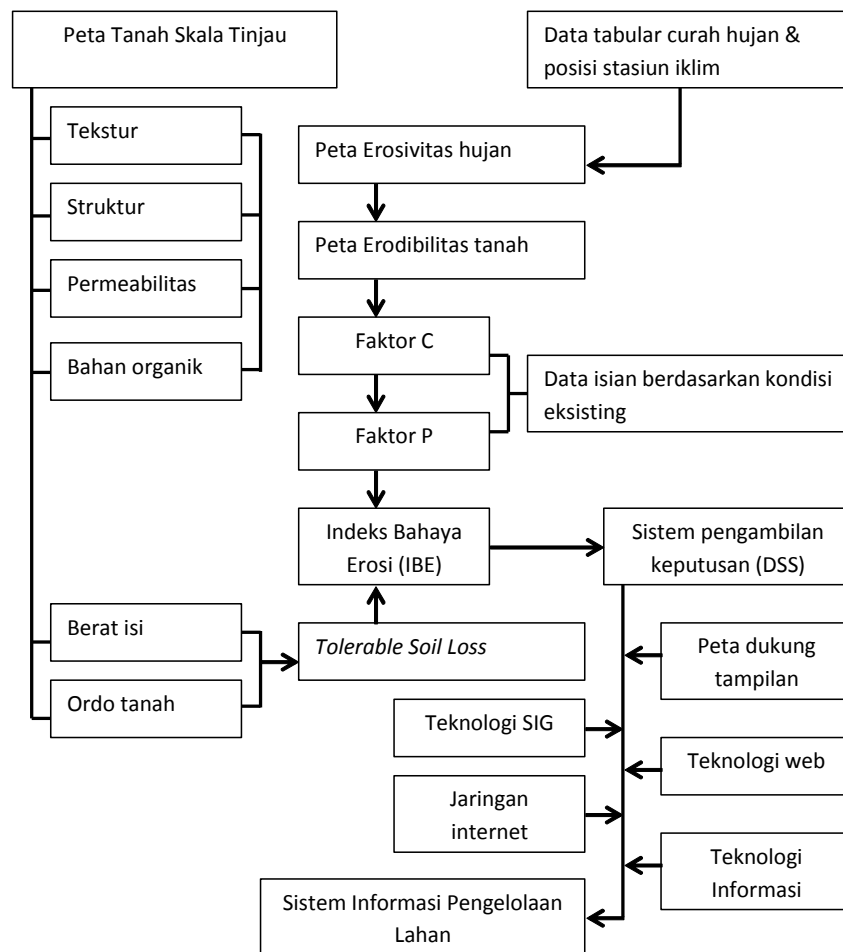 Peta Tanah Skala Tinjau
Data tabular curah hujan &
posisi stasiun iklim
Tekstur
Peta Erosivitas hujan
Struktur
Peta Erodibilitas tanah
Permeabilitas
Faktor C
Bahan organik
Data isian berdasarkan kondisi
eksisting
Faktor P
Indeks Bahaya
Erosi (IBE)
Sistem pengambilan
keputusan (DSS)
Berat isi
Tolerable Soil Loss
Peta dukung
tampilan
Ordo tanah
Teknologi SIG
Teknologi web
Jaringan
internet
Teknologi
Informasi
Sistem Informasi Pengelolaan
Lahan